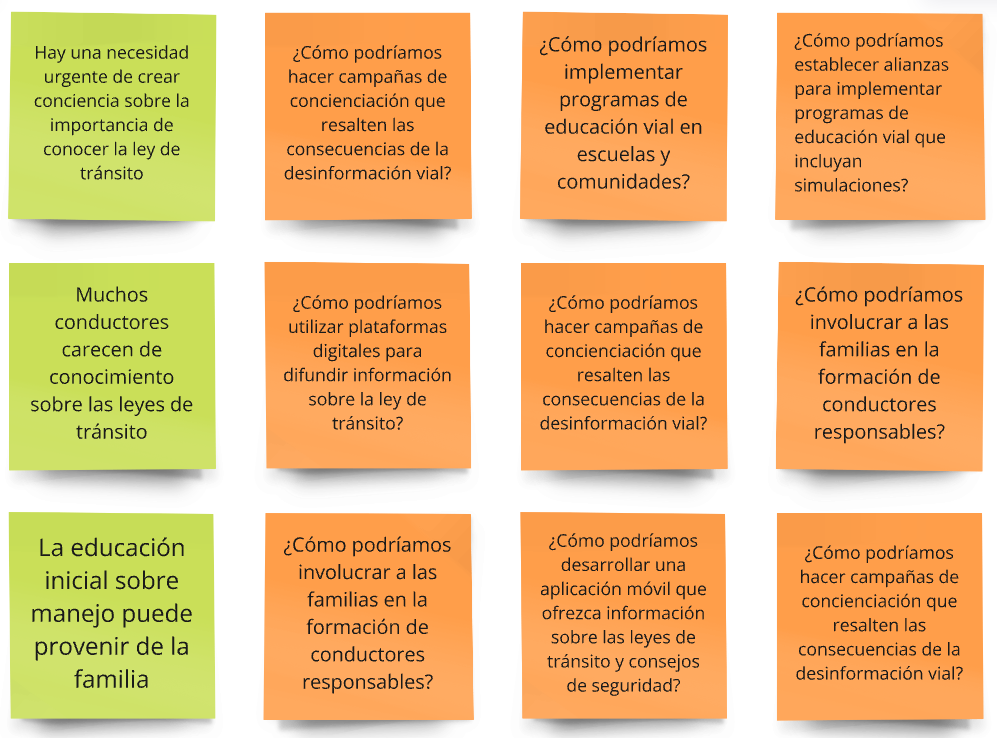 Hay una necesidad
urgente de crear
conciencia sobre la
importancia de
conocer la ley de
tránsito
¿Cómo podríamos
hacer campañas de
concienciación que
resalten las
consecuencias de la
desinformación vial?
¿Cómo podríamos
implementar
programas de
educación vial en
escuelas y
comunidades?
¿Cómo podríamos
establecer alianzas
para implementar
programas de
educación vial que
incluyan
simulaciones?
Muchos
conductores
carecen de
conocimiento
sobre las leyes de
tránsito
¿Cómo podríamos
utilizar plataformas
digitales para
difundir información
sobre la ley de
tránsito?
¿Cómo podríamos
hacer campañas de
concienciación que
resalten las
consecuencias de la
desinformación vial?
¿Cómo podríamos
involucrar a las
familias en la
formación de
conductores
responsables?
La educación
inicial sobre
manejo puede
provenir de la
familia
¿Cómo podríamos
involucrar a las
familias en la
formación de
conductores
responsables?
¿Cómo podríamos
desarrollar una
aplicación móvil que
ofrezca información
sobre las leyes de
tránsito y consejos
de seguridad?
¿Cómo podríamos
hacer campañas de
concienciación que
resalten las
consecuencias de la
desinformación vial?